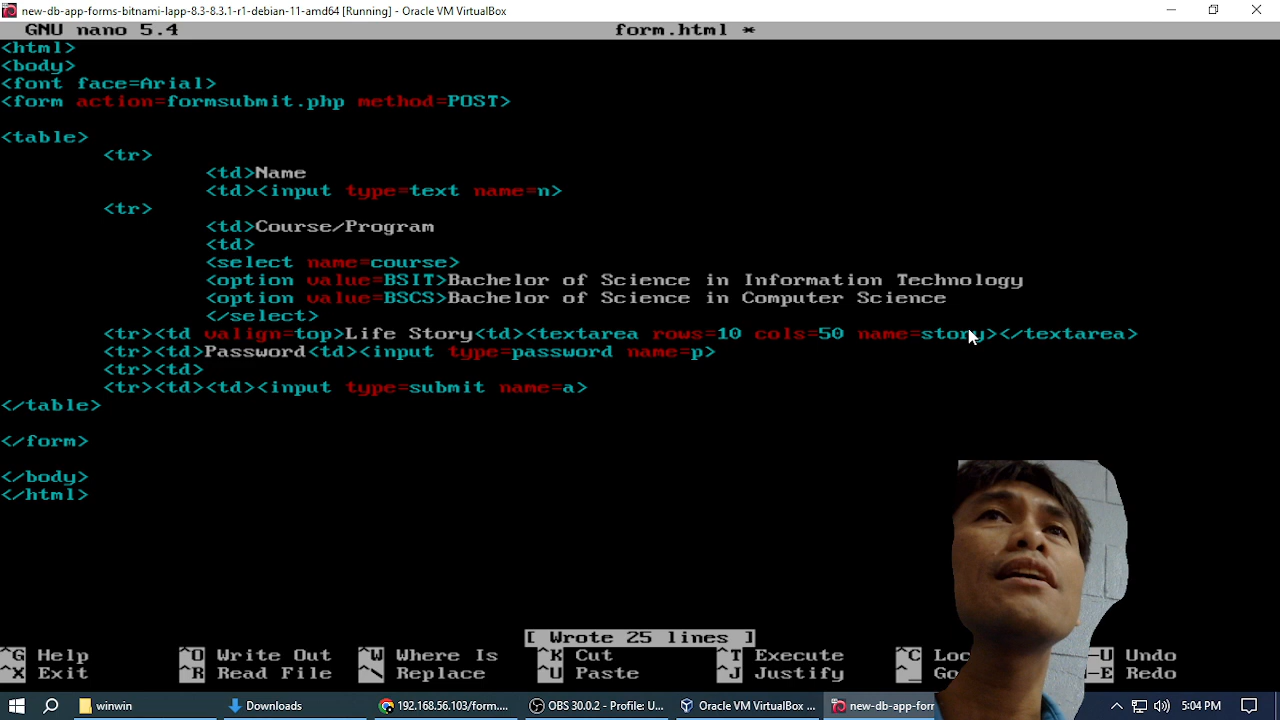 new-db-app-forms-bitnami-lapp-8.3-8.3.1-r1-debian-11-amd64 [Running] - Oracle VM VirtualBox
GNU nano 5.4 form.html *
<html>
<body>
<font face=Arial>
<form action=formsubmit.php method=POST>
<table>
<tr>
<td>Name
<td><input type=text name=n>
<tr>
<td>Course/Program
<td>
<select name=course>
<option value=BSIT>Bachelor of Science in Information Technology
<option value=BSCS>Bachelor of Science in Computer Science
</select>
<tr><td valign=top>Life Story<td><textarea rows=10 cols=50 name=story></textarea>
<tr><td>Password<td><input type=password name=p>
<tr><td>
<tr><td><td><input type=submit name=a>
</table>
</form>
</body>
</html>
[ Wrote 25 lines ]
^G Help ^O Write Out ^W Where Is ^K Cut ^T Execute ^C Loc -U Undo
^X Exit ^R Read File ^\ Replace ^U Paste ^J Justify ^_ Go -E Redo
winwin Downloads 192.168.56.103/form.... OBS 30.0.2 - Profile: U... Oracle VM VirtualBox ... new-db-app-form 5:04 PM